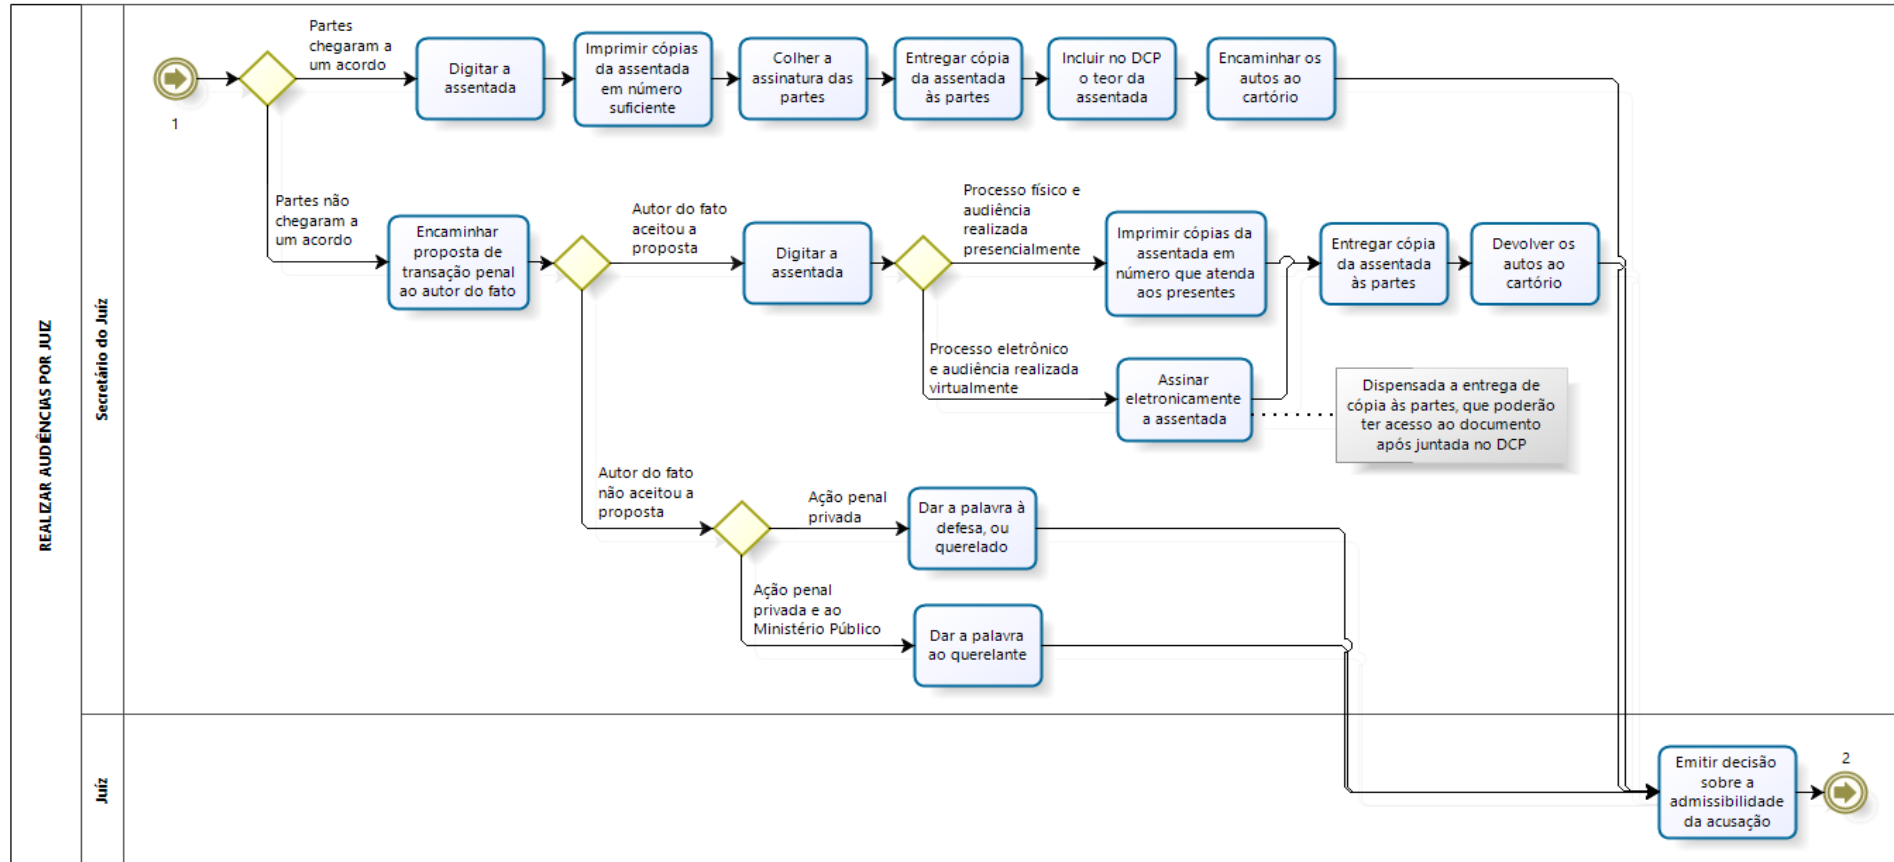 REALIZAR AUDIÊNCIAS POR JUIZ
Secretário do Juíz
1
Partes
chegaram a
um acordo
Digitar a
assentada
Imprimir cópias
da assentada
em número
suficiente
Colher a
assinatura das
partes
Entregar cópia
da assentada
às partes
Incluir no DCP
o teor da
assentada
Encaminhar os
autos ao
cartório
Partes não
chegaram a
um acordo
Encaminhar
proposta de
transação penal
ao autor do fato
Autor do fato
aceitou a
proposta
Digitar a
assentada
Processo físico e
audiência
realizada
presencialmente
Imprimir cópias da
assentada em
número que atenda
aos presentes
Entregar cópia
da assentada
às partes
Devolver os
autos ao
cartório
Processo eletrônico
e audiência realizada
virtualmente
Assinar
eletronicamente
a assentada
Dispensada a entrega de
cópia às partes, que poderão
ter acesso ao documento
após juntada no DCP
Autor do fato
não aceitou a
proposta
Ação penal
privada
Dar a palavra à
defesa, ou
querelado
Ação penal
privada e ao
Ministério Público
Dar a palavra
ao querelante
Juíz
Emitir decisão
sobre a
admissibilidade
da acusação
2